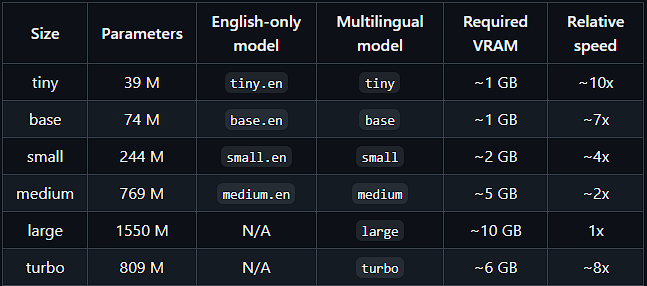 Size Parameters English-only model Multilingual model Required VRAM Relative speed
tiny 39 M tiny.en tiny ~1 GB ~10x
base 74 M base.en base ~1 GB ~7x
small 244 M small.en small ~2 GB ~4x
medium 769 M medium.en medium ~5 GB ~2x
large 1550 M N/A large ~10 GB 1x
turbo 809 M N/A turbo ~6 GB ~8x